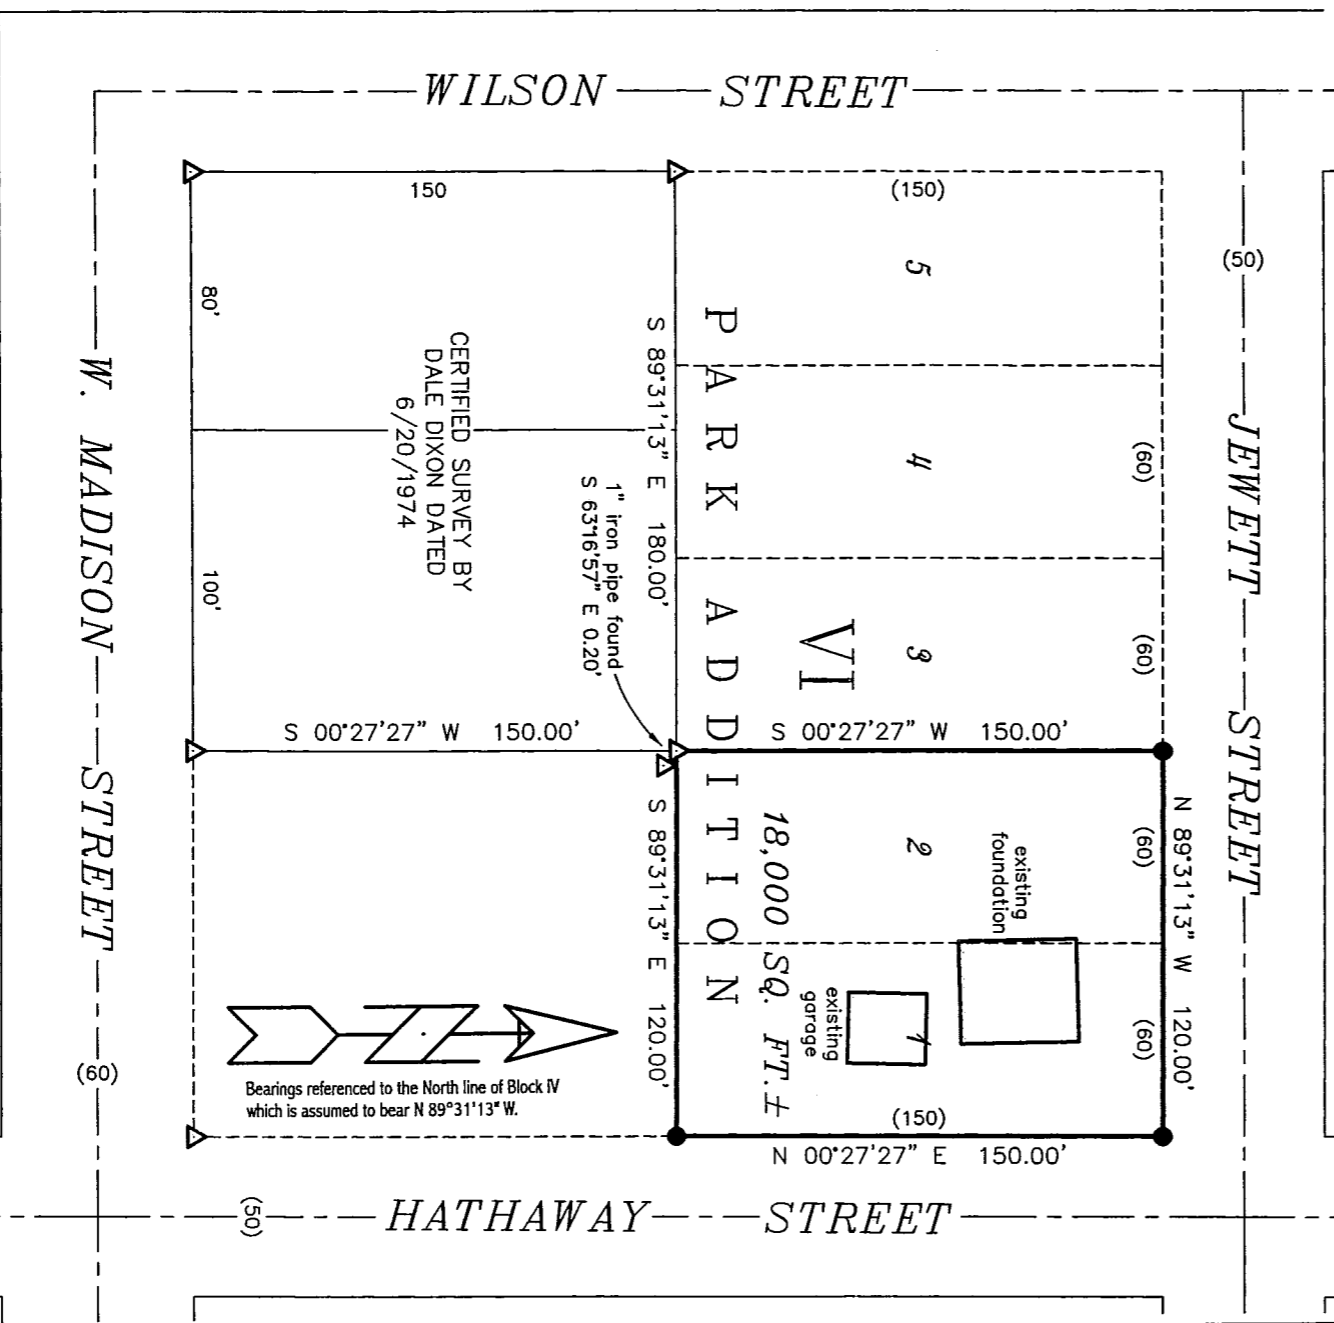 WILSON STREET
150
(150)
5
(50)
80'
PARK ADDITION
S 89°31'13" E 180.00'
CERTIFIED SURVEY BY
DALE DIXON DATED
6/20/1974
4
(60)
W. MADISON STREET
JEWETT STREET
1" iron pipe found
S 63°16'57" E 0.20'
100'
VI
3
(60)
S 00°27'27" W 150.00'
S 00°27'27" W 150.00'
N 89°31'13" W 120.00'
S 89°31'13" E 120.00'
18,000 SQ. FT.±
2
(60)
existing
foundation
existing
garage
1
(60)
(60)
Bearings referenced to the North line of Block IV
which is assumed to bear N 89°31'13" W.
(150)
N 00°27'27" E 150.00'
(50)
HATHAWAY STREET